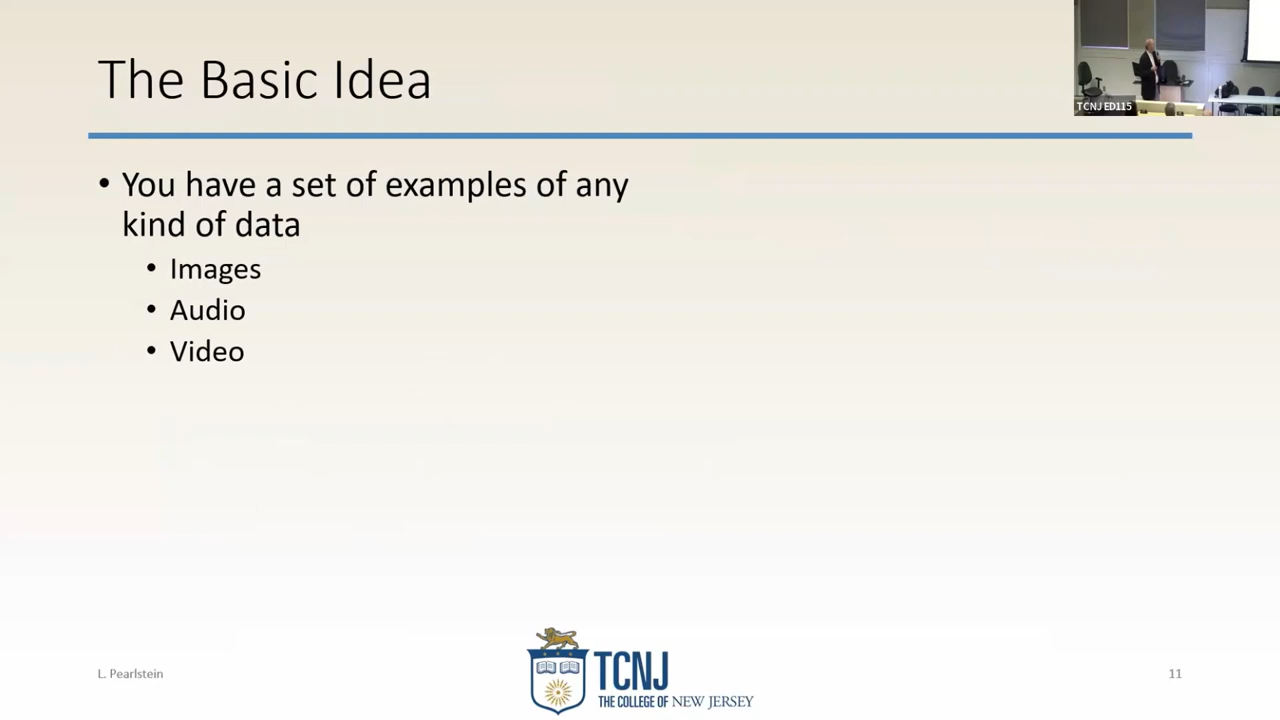 The Basic Idea
TCNJ ED115
• You have a set of examples of any
kind of data
• Images
• Audio
• Video
L. Pearlstein
TCNJ
THE COLLEGE OF NEW JERSEY
11